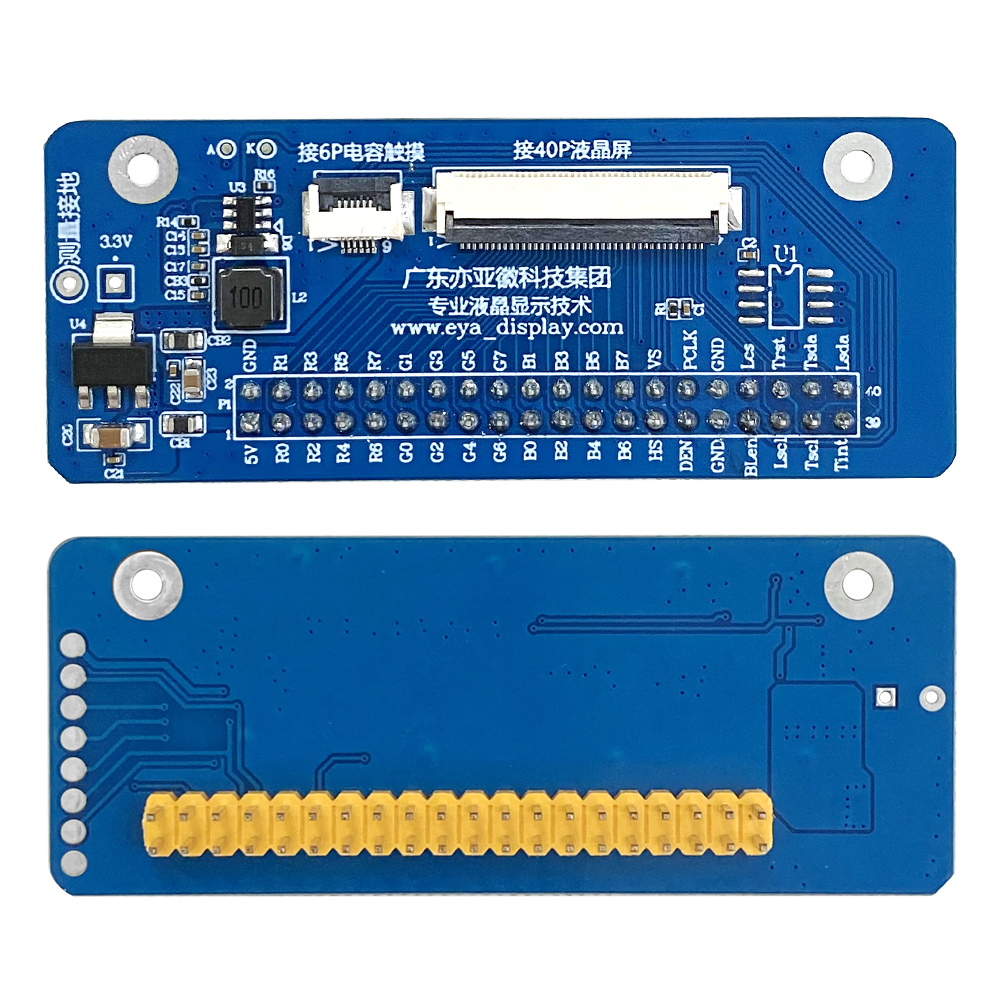 A
K
接6P电容触摸
接40P液晶屏
R16
U3
测量接地
3.3V
R14
C14
C13
C17
CB3
C15
100
L2
1
6
1
U1
广东亦亚徽科技集团
专业液晶显示技术
www.eya_display.com
U4
CB2
C22
C23
CB1
C21
GND R1 R3 R5 R7 G1 G3 G5 G7 B1 B3 B5 B7 VS PCLK GND Lcs Trst Tsda Lsda
2
40
P1
1
39
5V R0 R2 R4 R6 G0 G2 G4 G6 B0 B2 B4 B6 HS DEN GND BLen Lscl Tscl Tint